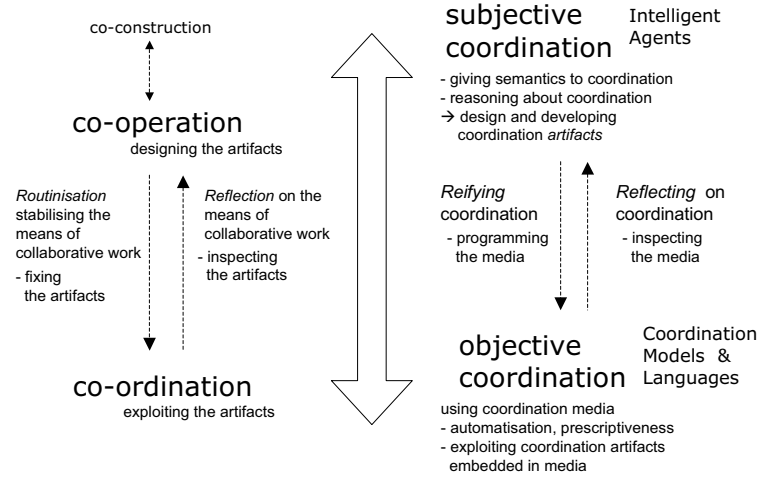 co-construction
co-operation
designing the artifacts
Routinisation
stabilising the
means of
collaborative work
- fixing
the artifacts
Reflection on the
means of
collaborative work
- inspecting
the artifacts
co-ordination
exploiting the artifacts
subjective
coordination
Intelligent
Agents
- giving semantics to coordination
- reasoning about coordination
→ design and developing
coordination artifacts
Reifying
coordination
- programming
the media
Reflecting on
coordination
- inspecting
the media
objective
coordination
Coordination
Models &
Languages
using coordination media
- automatisation, prescriptiveness
- exploiting coordination artifacts
embedded in media